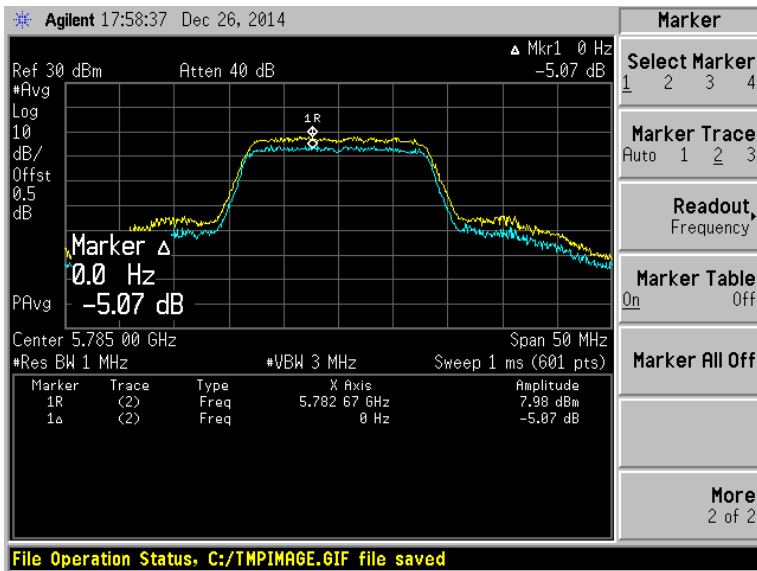 Agilent 17:58:37 Dec 26, 2014
Δ Mkr1 0 Hz
Ref 30 dBm Atten 40 dB -5.07 dB
#Avg
Log
10
dB/
Offst
0.5
dB
1R
Marker Δ
0.0 Hz
-5.07 dB
PAvg
Center 5.785 00 GHz Span 50 MHz
#Res BW 1 MHz #VBW 3 MHz Sweep 1 ms (601 pts)
Marker Trace Type X Axis Amplitude
1R (2) Freq 5.782 67 GHz 7.98 dBm
1Δ (2) Freq 0 Hz -5.07 dB
File Operation Status, C:/TMPIMAGE.GIF file saved
Marker
Select Marker
1 2 3 4
Marker Trace
Auto 1 2 3
Readout
Frequency
Marker Table
On Off
Marker All Off
More
2 of 2